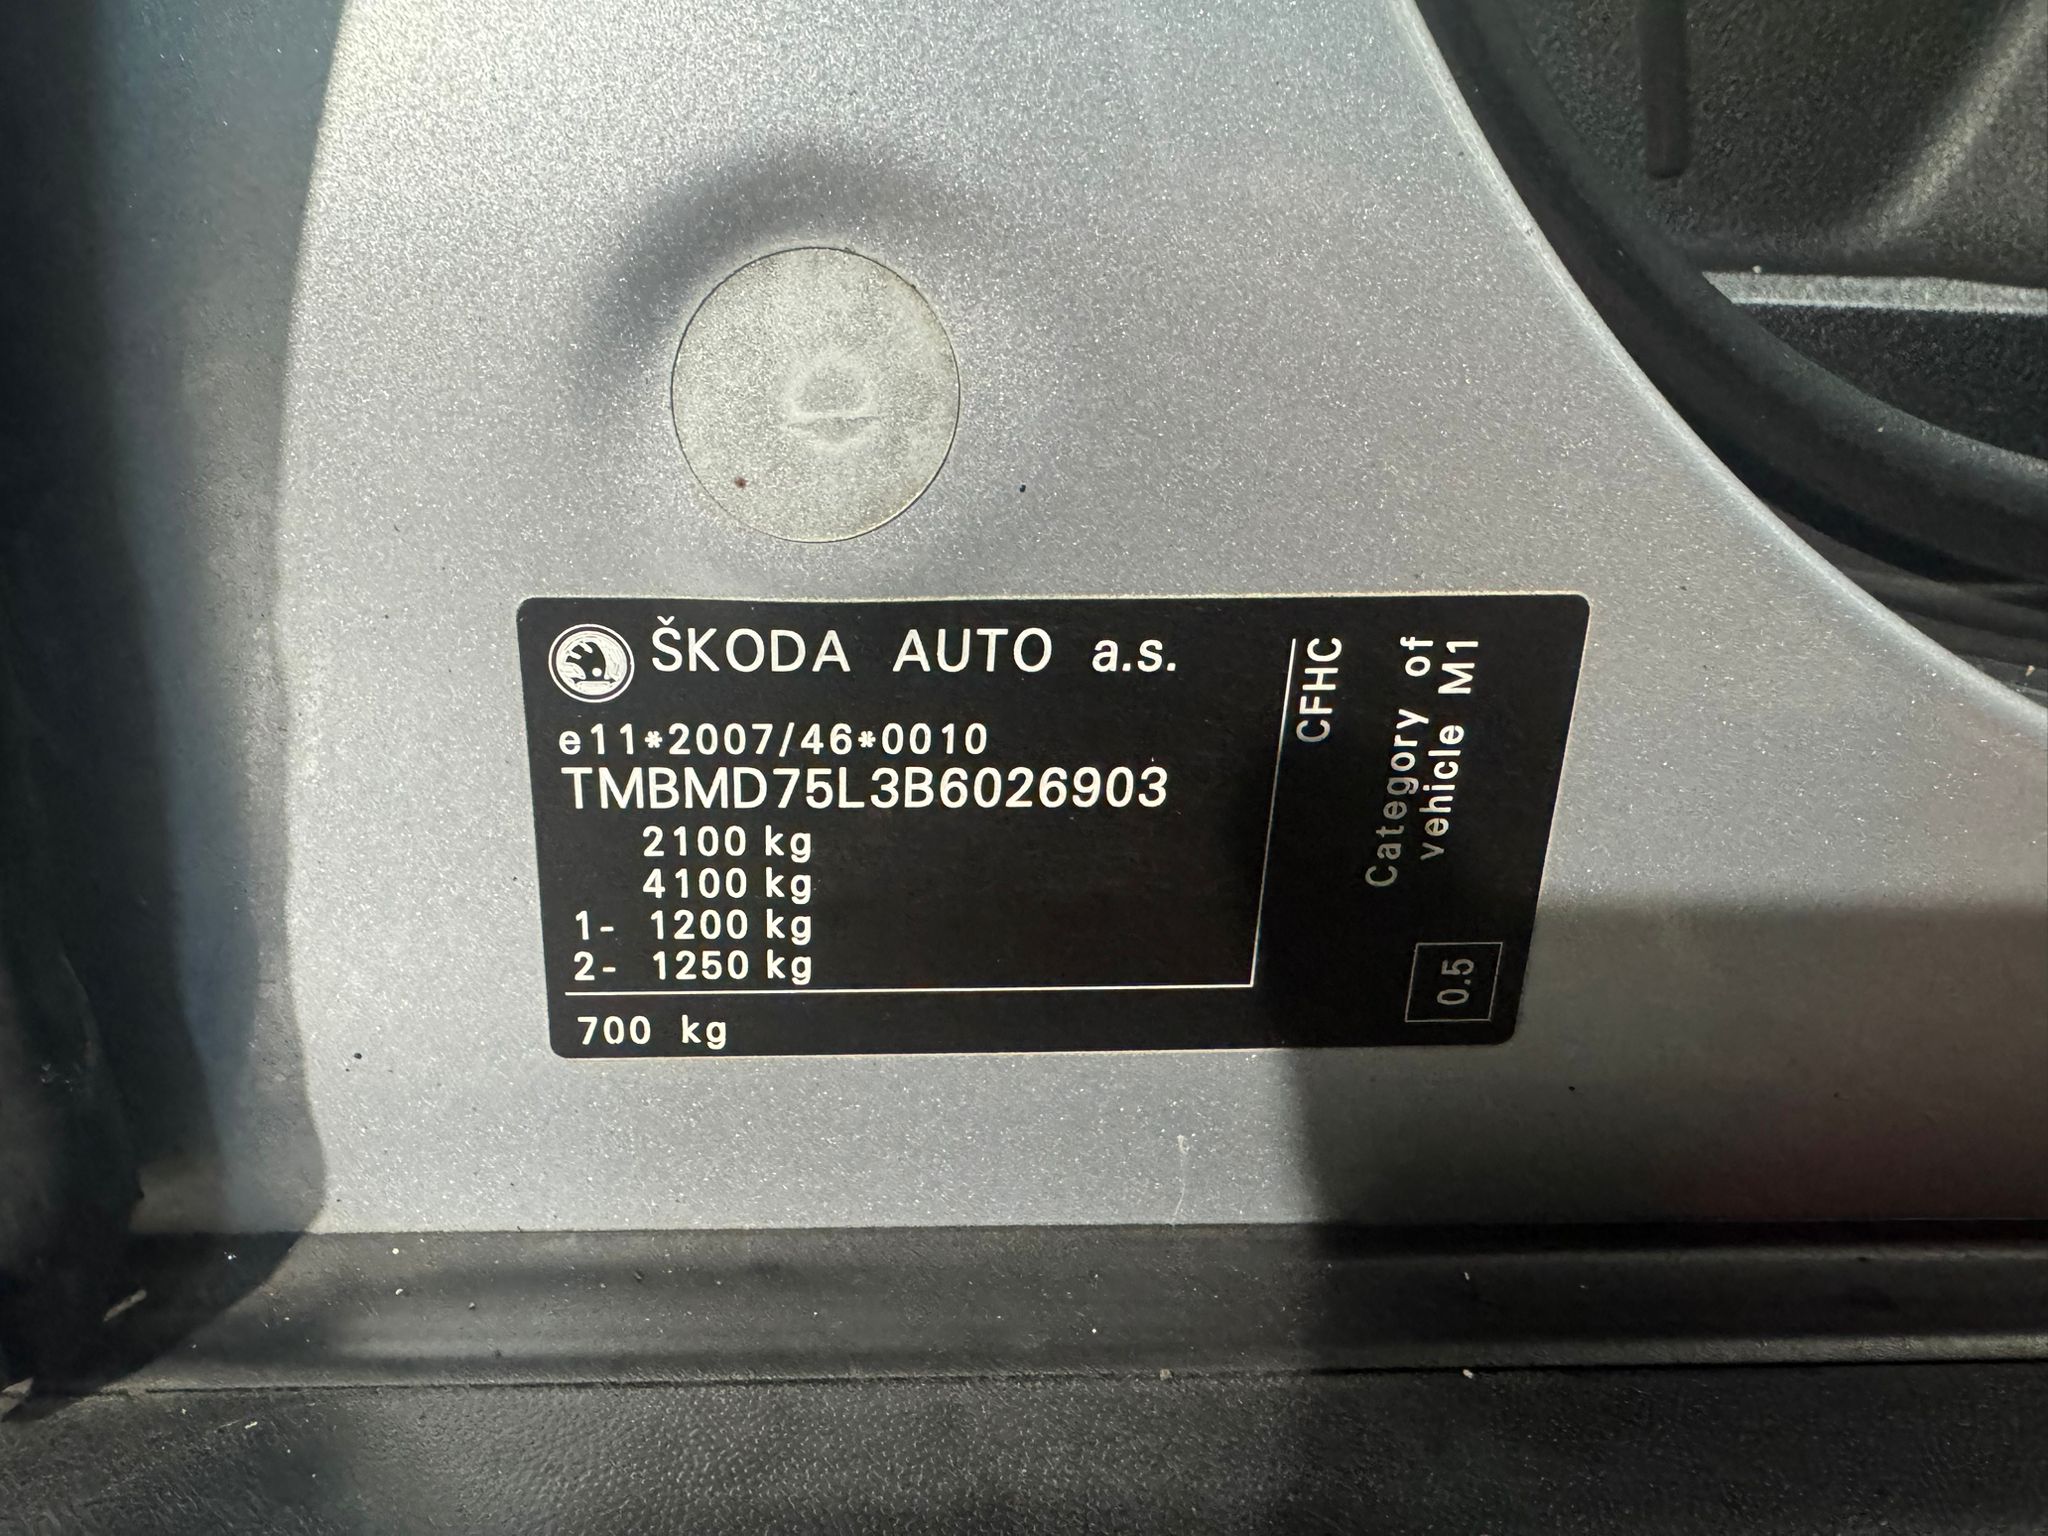 ŠKODA AUTO a.s.
e11*2007/46*0010
TMBMD75L3B6026903
2100 kg
4100 kg
1- 1200 kg
2- 1250 kg
700 kg
CFHC
Category of
vehicle M1
0.5